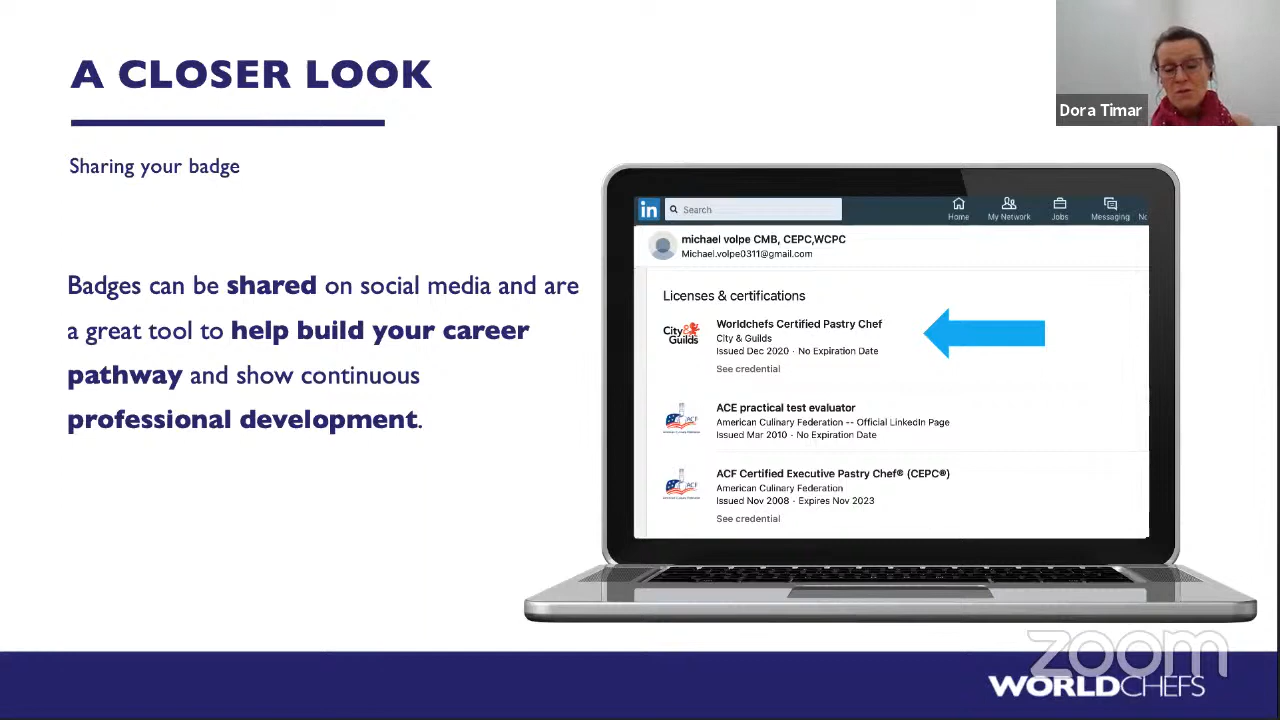 A CLOSER LOOK
Dora Timar
Sharing your badge
Badges can be shared on social media and are
a great tool to help build your career
pathway and show continuous
professional development.
in
Search
Home
My Network
Jobs
Messaging
No
michael volpe CMB, CEPC,WCPC
Michael.volpe0311@gmail.com
Licenses & certifications
City&
Guilds
Worldchefs Certified Pastry Chef
City & Guilds
Issued Dec 2020 · No Expiration Date
See credential
ACF
ACE practical test evaluator
American Culinary Federation -- Official LinkedIn Page
Issued Mar 2010 · No Expiration Date
ACF
ACF Certified Executive Pastry Chef® (CEPC®)
American Culinary Federation
Issued Nov 2008 · Expires Nov 2023
See credential
zoom
WORLDCHEFS